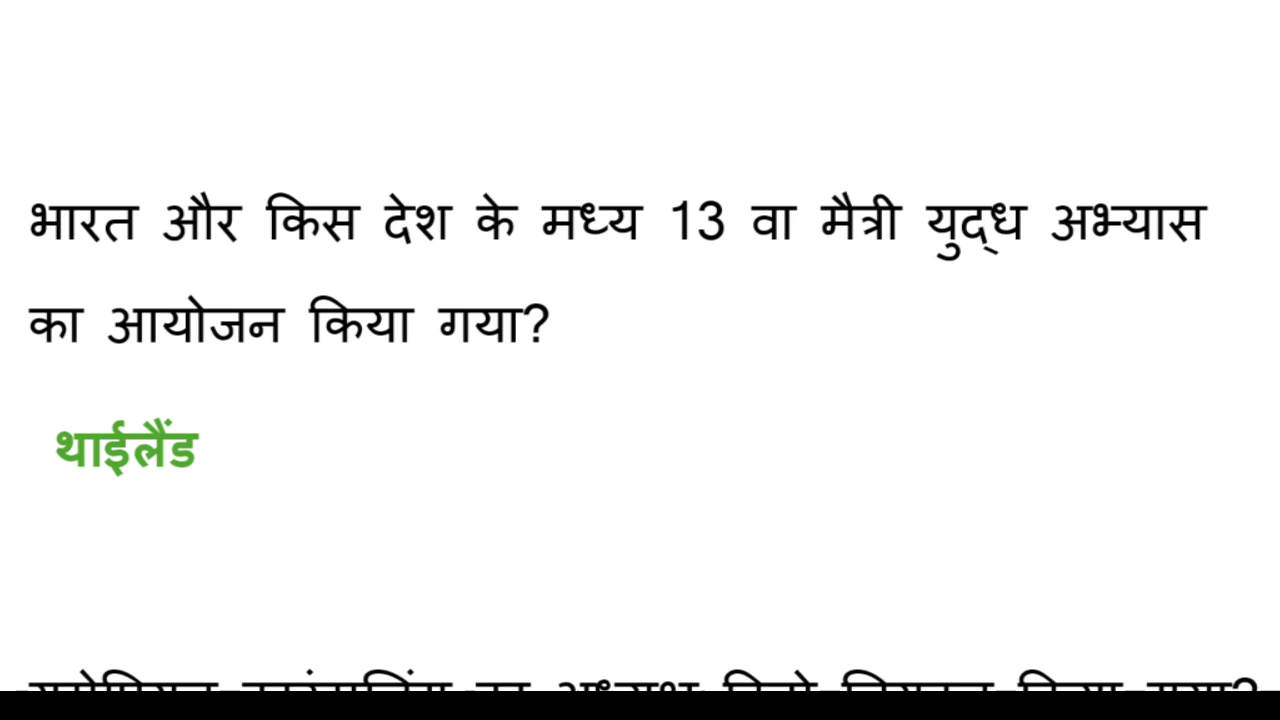 भारत और किस देश के मध्य 13 वा मैत्री युद्ध अभ्यास
का आयोजन किया गया?
थाईलैंड